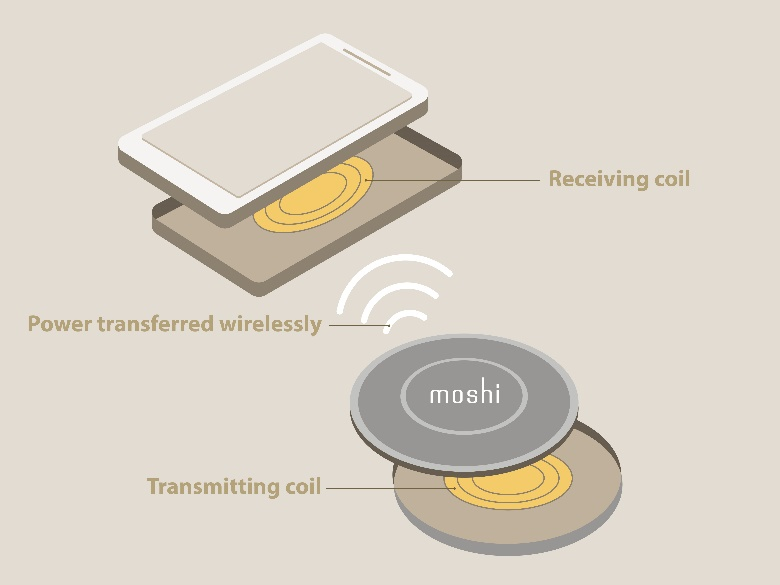 Receiving coil
Power transferred wirelessly
moshi
Transmitting coil